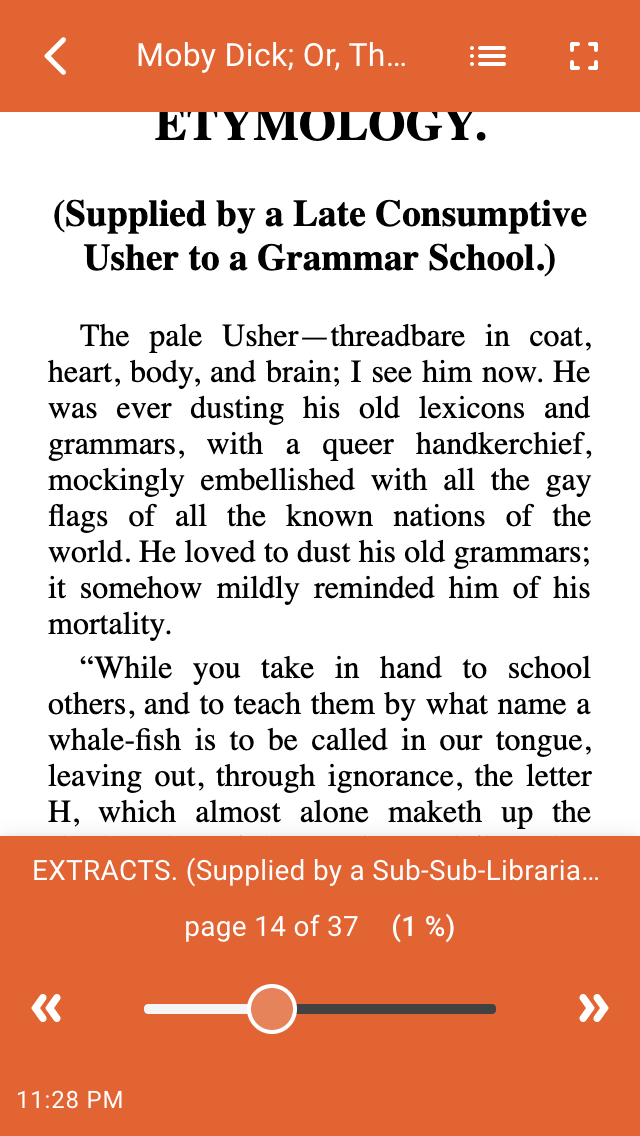 Moby Dick; Or, Th...
ETYMOLOGY.
(Supplied by a Late Consumptive
Usher to a Grammar School.)
The pale Usher—threadbare in coat,
heart, body, and brain; I see him now. He
was ever dusting his old lexicons and
grammars, with a queer handkerchief,
mockingly embellished with all the gay
flags of all the known nations of the
world. He loved to dust his old grammars;
it somehow mildly reminded him of his
mortality.
“While you take in hand to school
others, and to teach them by what name a
whale-fish is to be called in our tongue,
leaving out, through ignorance, the letter
H, which almost alone maketh up the
EXTRACTS. (Supplied by a Sub-Sub-Libraria...
page 14 of 37 (1 %)
11:28 PM